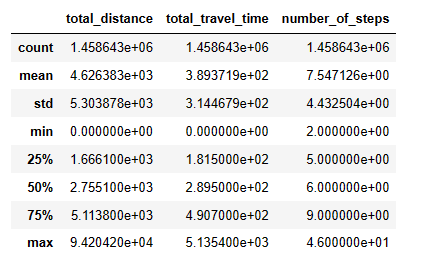 total_distance total_travel_time number_of_steps
count 1.458643e+06 1.458643e+06 1.458643e+06
mean 4.626383e+03 3.893719e+02 7.547126e+00
std 5.303878e+03 3.144679e+02 4.432504e+00
min 0.000000e+00 0.000000e+00 2.000000e+00
25% 1.666100e+03 1.815000e+02 5.000000e+00
50% 2.755100e+03 2.895000e+02 6.000000e+00
75% 5.113800e+03 4.907000e+02 9.000000e+00
max 9.420420e+04 5.135400e+03 4.600000e+01